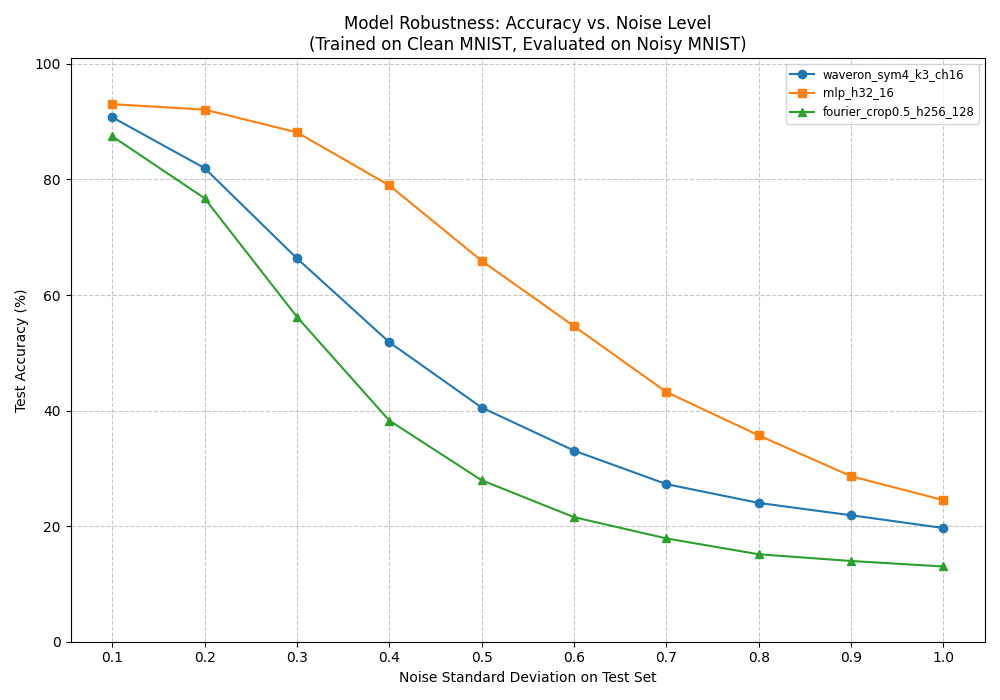 Model Robustness: Accuracy vs. Noise Level
(Trained on Clean MNIST, Evaluated on Noisy MNIST)
waveron_sym4_k3_ch16
mlp_h32_16
fourier_crop0.5_h256_128
Test Accuracy (%)
100
80
60
40
20
0
0.1 0.2 0.3 0.4 0.5 0.6 0.7 0.8 0.9 1.0
Noise Standard Deviation on Test Set